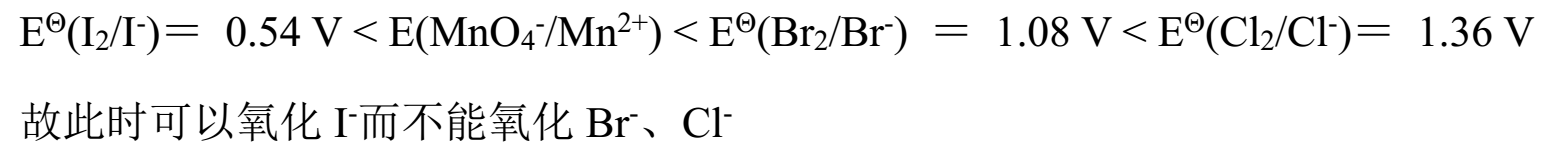 E^Θ(I₂/I⁻)＝ 0.54 V < E(MnO₄⁻/Mn²⁺) < E^Θ(Br₂/Br⁻) ＝ 1.08 V < E^Θ(Cl₂/Cl⁻)＝ 1.36 V
故此时可以氧化 I⁻而不能氧化 Br⁻、Cl⁻